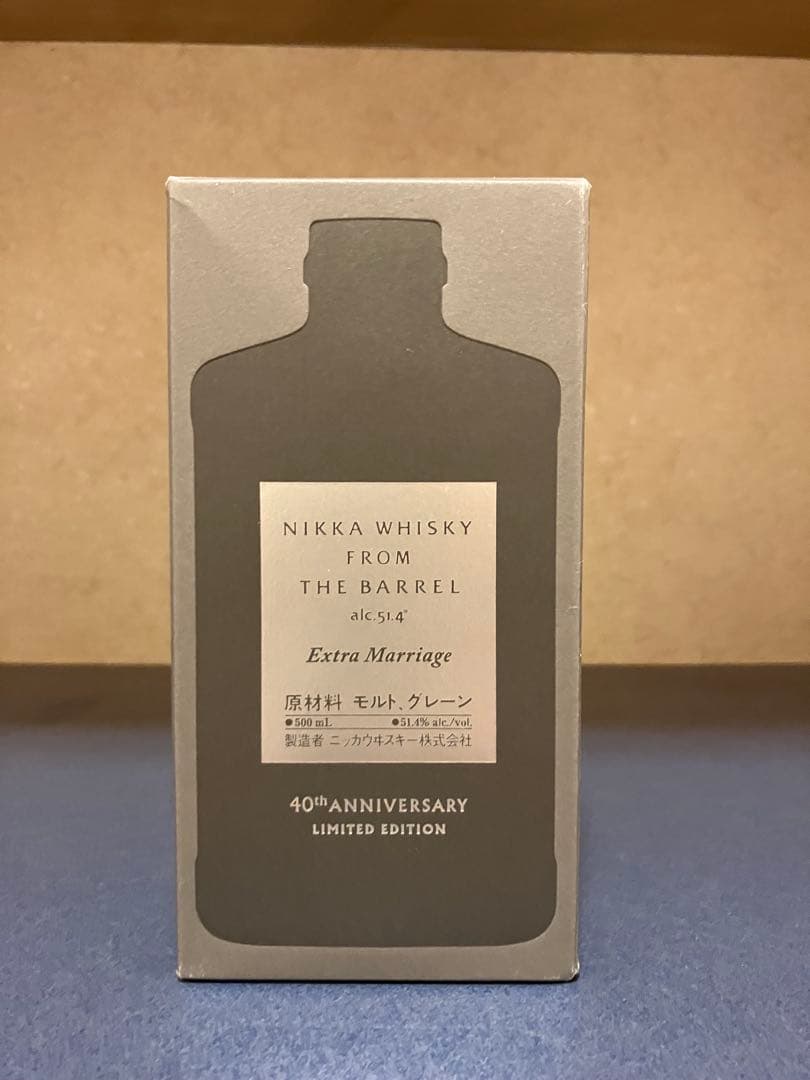 NIKKA WHISKY
FROM
THE BARREL
alc.51.4°
Extra Marriage
原材料 モルト、グレーン
●500 mL ●51.4% alc./vol.
製造者 ニッカウヰスキー株式会社
40th ANNIVERSARY
LIMITED EDITION